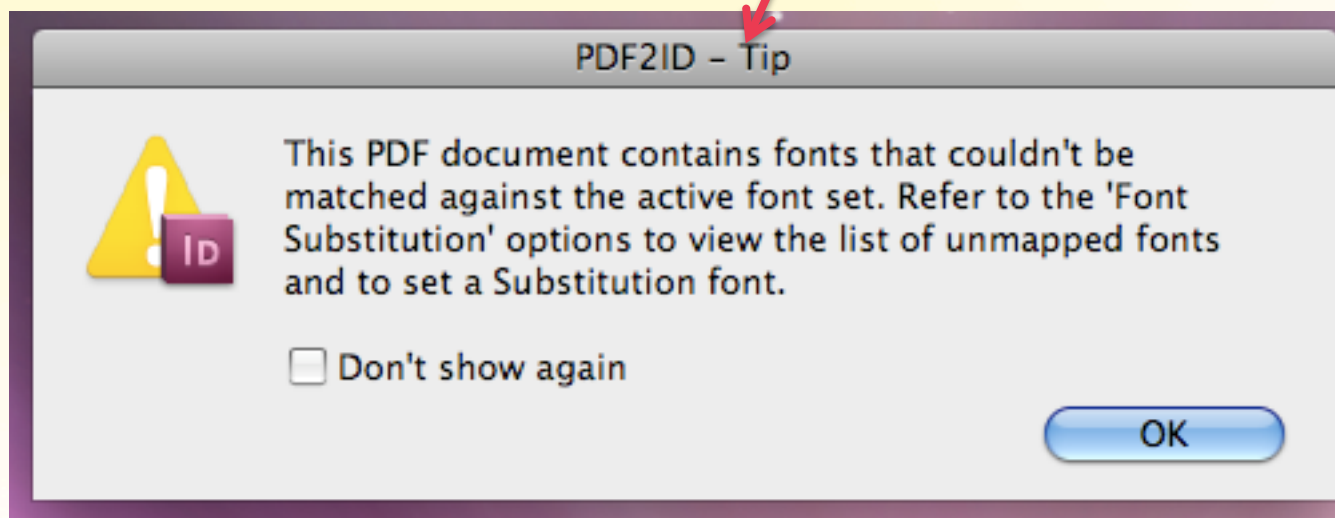 PDF2ID – Tip
This PDF document contains fonts that couldn't be
matched against the active font set. Refer to the 'Font
Substitution' options to view the list of unmapped fonts
and to set a Substitution font.
ID
Don't show again
OK